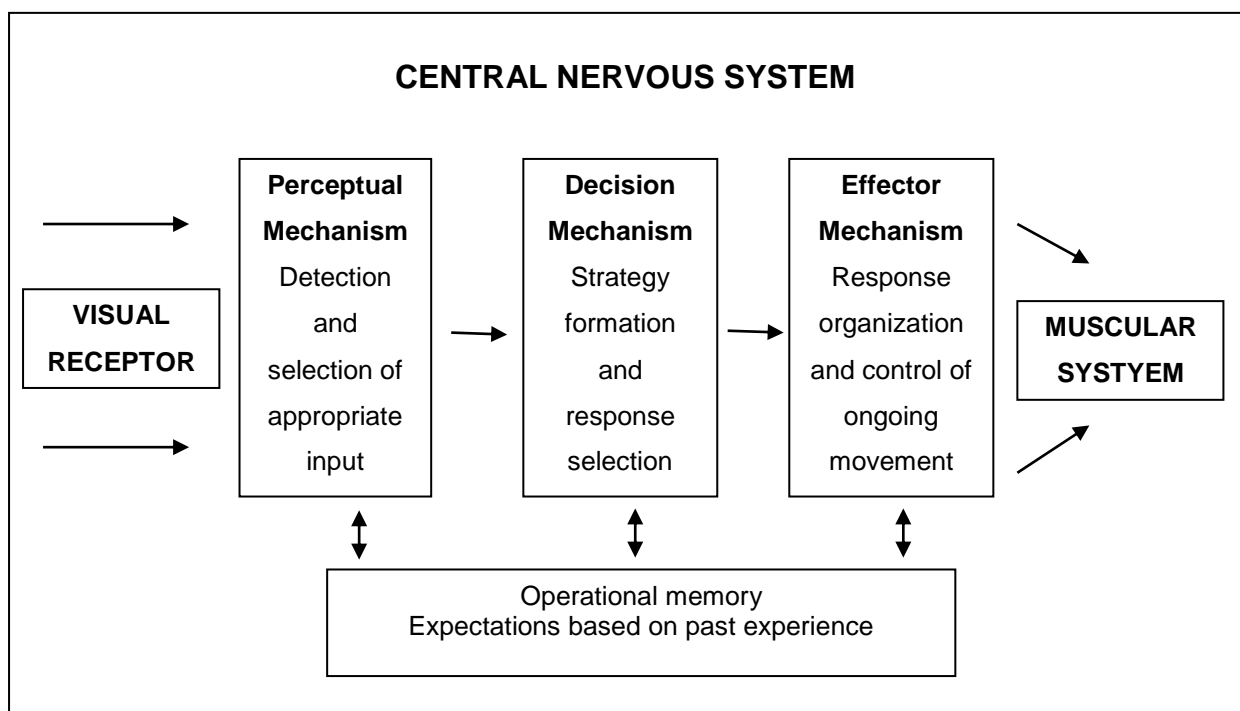 CENTRAL NERVOUS SYSTEM
VISUAL
RECEPTOR
Perceptual
Mechanism
Detection
and
selection of
appropriate
input
Decision
Mechanism
Strategy
formation
and
response
selection
Effector
Mechanism
Response
organization
and control of
ongoing
movement
MUSCULAR
SYSTYEM
Operational memory
Expectations based on past experience